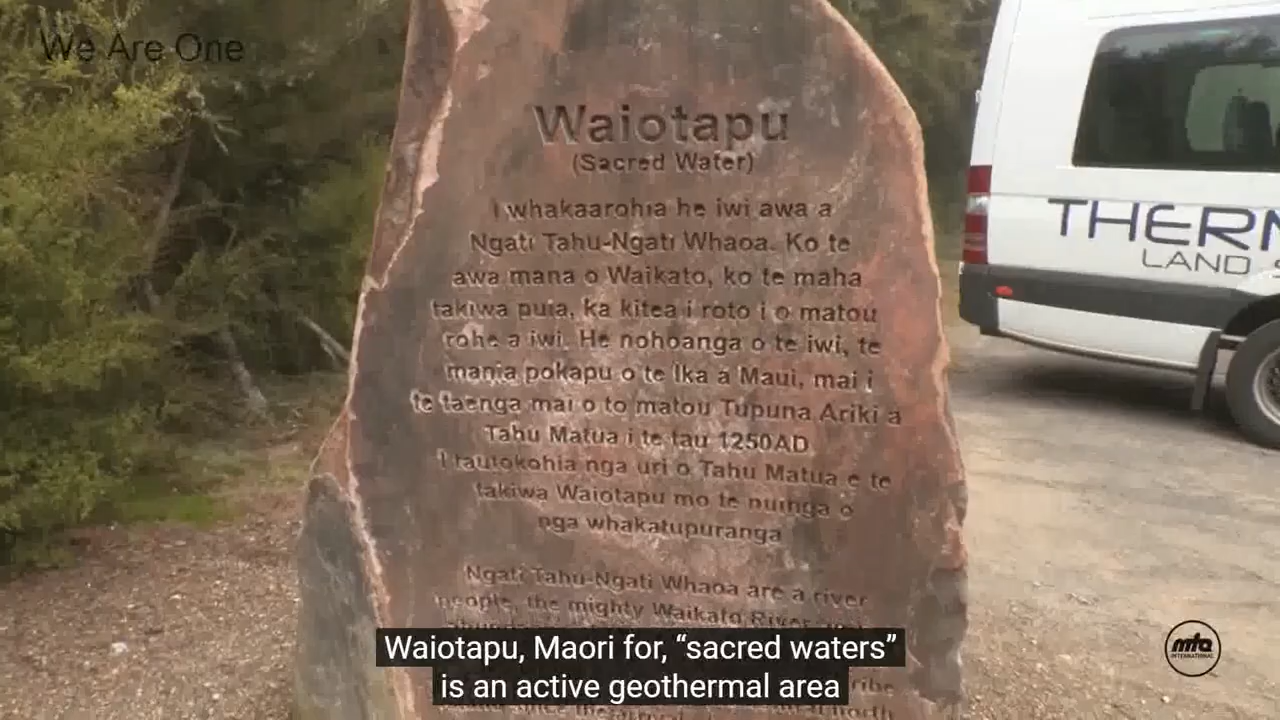 We Are One
Waiotapu
(Sacred Water)
I whakaarohia he iwi awa a
Ngati Tahu-Ngati Whaoa. Ko te
awa mana o Waikato, ko te maha
takiwa puia, ka kitea i roto i o matou
rohe a iwi. He nohoanga o te iwi, te
mania pokapu o te Ika a Maui, mai i
te taenga mai o to matou Tupuna Ariki a
Tahu Matua i te tau 1250AD
I tautokohia nga uri o Tahu Matua e te
takiwa Waiotapu mo te nuinga o
nga whakatupuranga
Ngati Tahu-Ngati Whaoa are a river
people, the mighty Waikato River
Waiotapu, Maori for, “sacred waters”
is an active geothermal area
tribe
north
THERM
LAND
mta
INTERNATIONAL